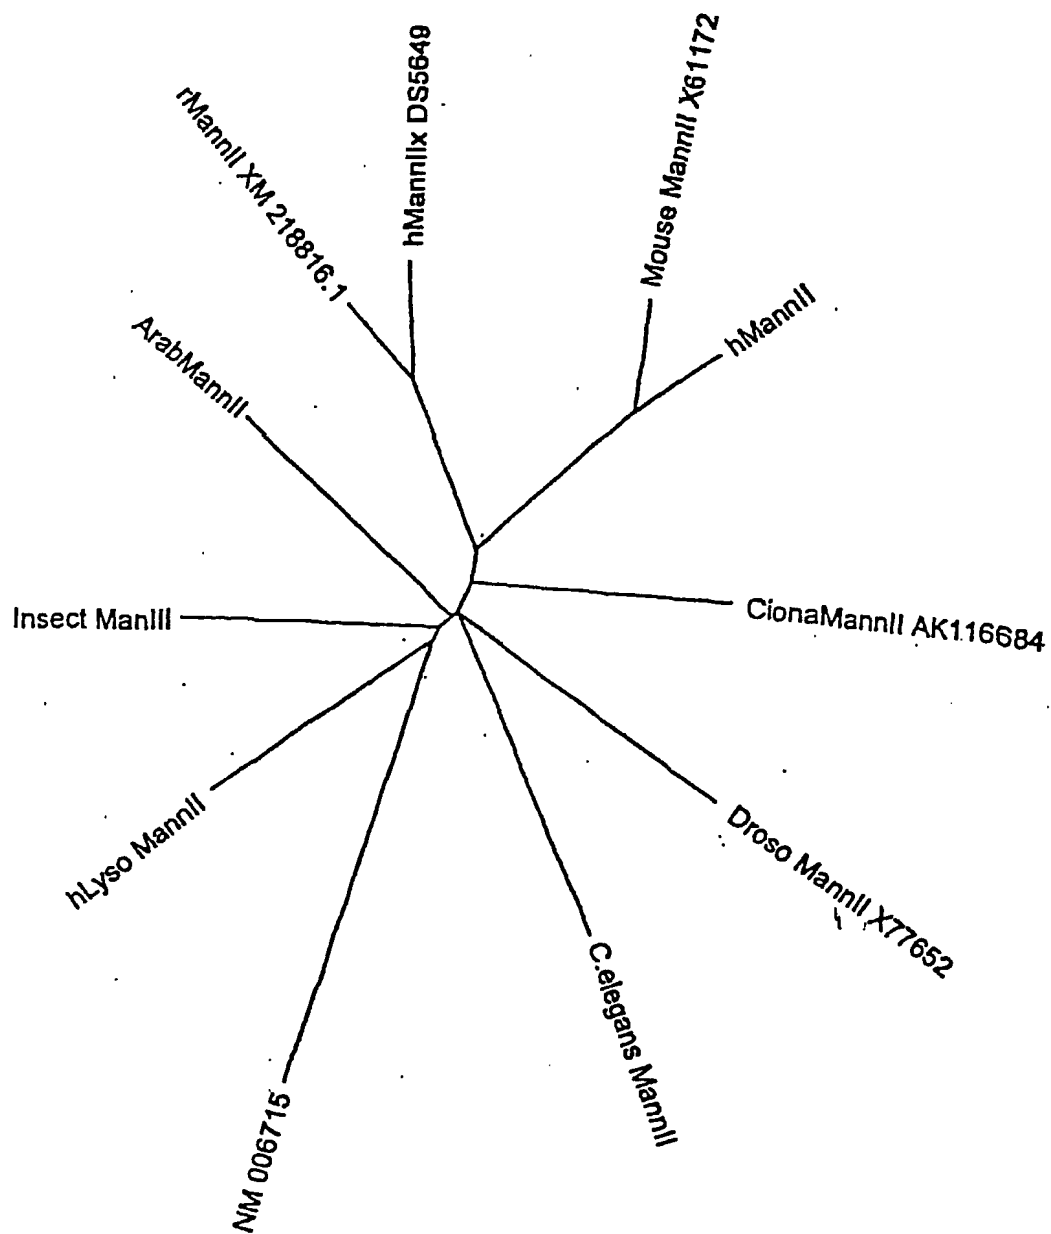 hMannIIx DS5649
Mouse MannII X61172
rMannII XM 218816.1
hMannII
ArabMannII
CionaMannII AK116684
Insect ManIII
hLyso MannII
Droso MannII X77652
C.elegans MannII
NM 006715